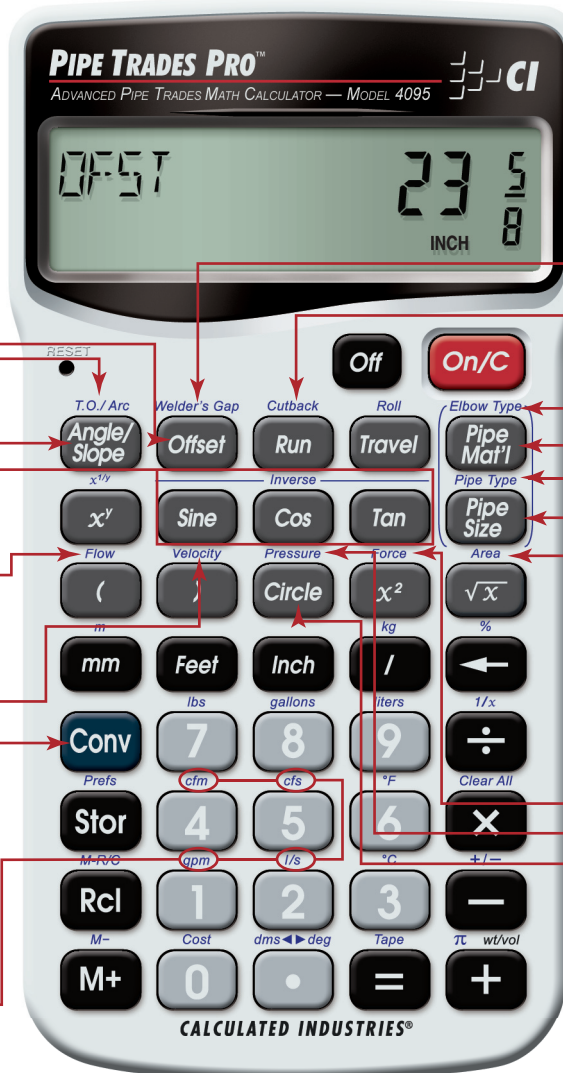 PIPE TRADES PRO™
CI
ADVANCED PIPE TRADES MATH CALCULATOR — MODEL 4095
OFST 23 5/8
INCH
RESET
Off On/C
T.O./ Arc Welder's Gap Cutback Roll Elbow Type
Angle/
Slope
Offset Run Travel
Pipe
Mat'l
x1/y Inverse Pipe Type
xʸ Sine Cos Tan
Pipe
Size
Flow Velocity Pressure Force Area
( ) Circle x² √x
m kg %
mm Feet Inch /
lbs gallons liters 1/x
Conv 7 8 9 ÷
Prefs cfm cfs °F Clear All
Stor 4 5 6 ×
M-R/C gpm l/s °C +/−
Rcl 1 2 3 −
M− Cost dms◄►deg Tape π wt/vol
M+ 0 • = +
CALCULATED INDUSTRIES®